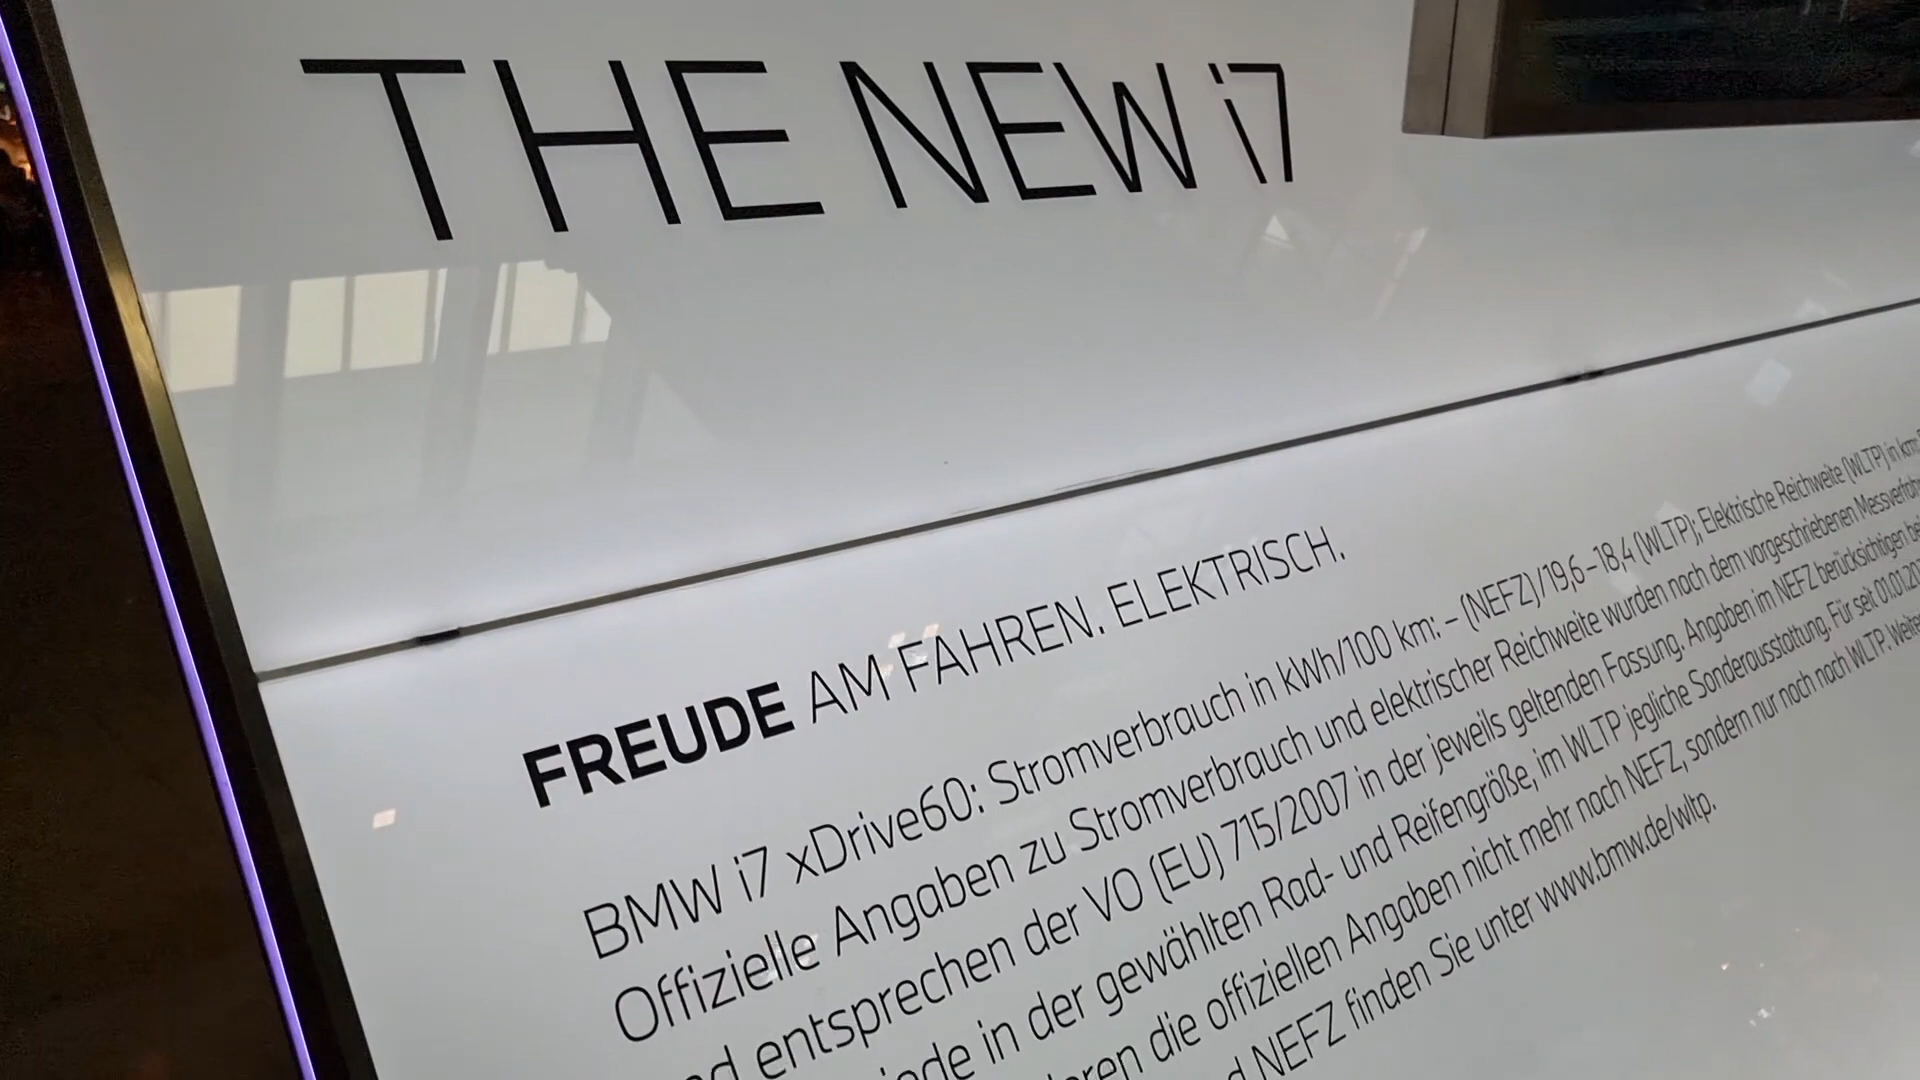 THE NEW i7
FREUDE AM FAHREN. ELEKTRISCH.
BMW i7 xDrive60: Stromverbrauch in kWh/100 km: – (NEFZ)/19,6–18,4 (WLTP); Elektrische Reichweite (WLTP) in km:
Offizielle Angaben zu Stromverbrauch und elektrischer Reichweite wurden nach dem vorgeschriebenen
entsprechen der VO (EU) 715/2007 in der jeweils geltenden Fassung. Angaben im NEFZ berücksichtigen
in der gewählten Rad- und Reifengröße, im WLTP jegliche Sonderausstattung. Für seit
die offiziellen Angaben nicht mehr nach NEFZ, sondern nur noch nach WLTP.
NEFZ finden Sie unter www.bmw.de/wltp.